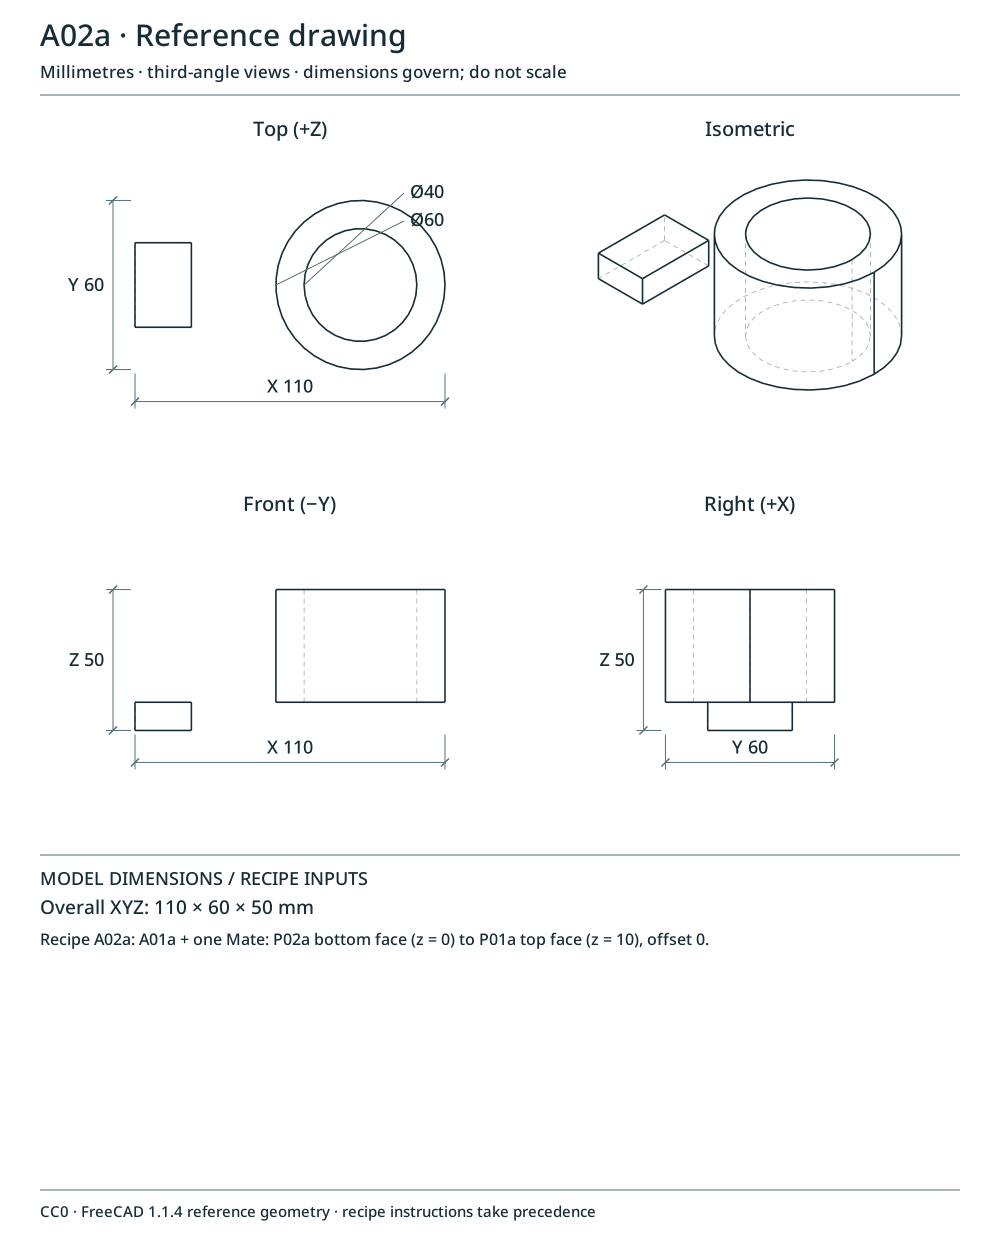 A02a · Reference drawing
Millimetres · third-angle views · dimensions govern; do not scale
Top (+Z)
Isometric
Ø40
Ø60
Y 60
X 110
Front (−Y)
Right (+X)
Z 50
X 110
Z 50
Y 60
MODEL DIMENSIONS / RECIPE INPUTS
Overall XYZ: 110 × 60 × 50 mm
Recipe A02a: A01a + one Mate: P02a bottom face (z = 0) to P01a top face (z = 10), offset 0.
CC0 · FreeCAD 1.1.4 reference geometry · recipe instructions take precedence